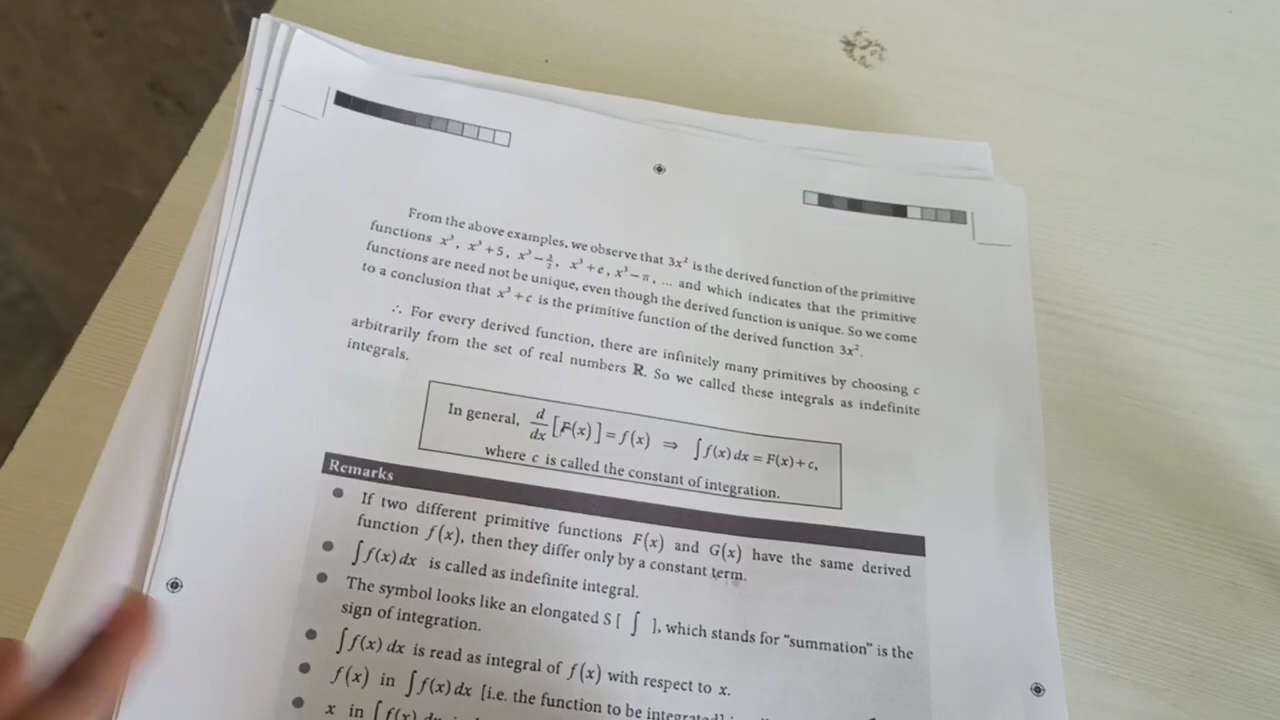 From the above examples, we observe that 3x² is the derived function of the primitive
functions x³, x³+5, x³−3/2, x³+e, x³−π, ... and which indicates that the primitive
functions are need not be unique, even though the derived function is unique. So we come
to a conclusion that x³+c is the primitive function of the derived function 3x².
∴ For every derived function, there are infinitely many primitives by choosing c
arbitrarily from the set of real numbers ℝ. So we called these integrals as indefinite
integrals.
In general, d/dx [F(x)] = f(x) ⇒ ∫f(x) dx = F(x)+c,
where c is called the constant of integration.
Remarks
● If two different primitive functions F(x) and G(x) have the same derived
function f(x), then they differ only by a constant term.
● ∫f(x) dx is called as indefinite integral.
● The symbol looks like an elongated S [ ∫ ], which stands for "summation" is the
sign of integration.
● ∫f(x) dx is read as integral of f(x) with respect to x.
● f(x) in ∫f(x) dx [i.e. the function to be integrated]
● x in ∫f(x) dx